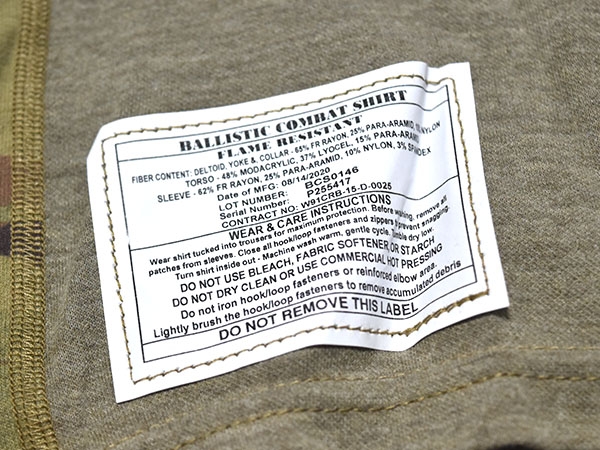 BALLISTIC COMBAT SHIRT
FLAME RESISTANT
FIBER CONTENT: DELTOID, YOKE & COLLAR - 65% FR RAYON, 25% PARA-ARAMID, 10% NYLON
TORSO - 48% MODACRYLIC, 37% LYOCEL, 15% PARA-ARAMID
SLEEVE - 62% FR RAYON, 25% PARA-ARAMID, 10% NYLON, 3% SPANDEX
Date of MFG: 08/14/2020
LOT NUMBER: BCS0146
Serial Number: P255417
CONTRACT NO: W91CRB-15-D-0025
WEAR & CARE INSTRUCTIONS
Wear shirt tucked into trousers for maximum protection. Before washing, remove all
patches from sleeves. Close all hook/loop fasteners and zippers to prevent snagging.
Turn shirt inside out - Machine wash warm, gentle cycle. Tumble dry low.
DO NOT USE BLEACH, FABRIC SOFTENER OR STARCH
DO NOT DRY CLEAN OR USE COMMERCIAL HOT PRESSING
Do not iron hook/loop fasteners or reinforced elbow area.
Lightly brush the hook/loop fasteners to remove accumulated debris
DO NOT REMOVE THIS LABEL